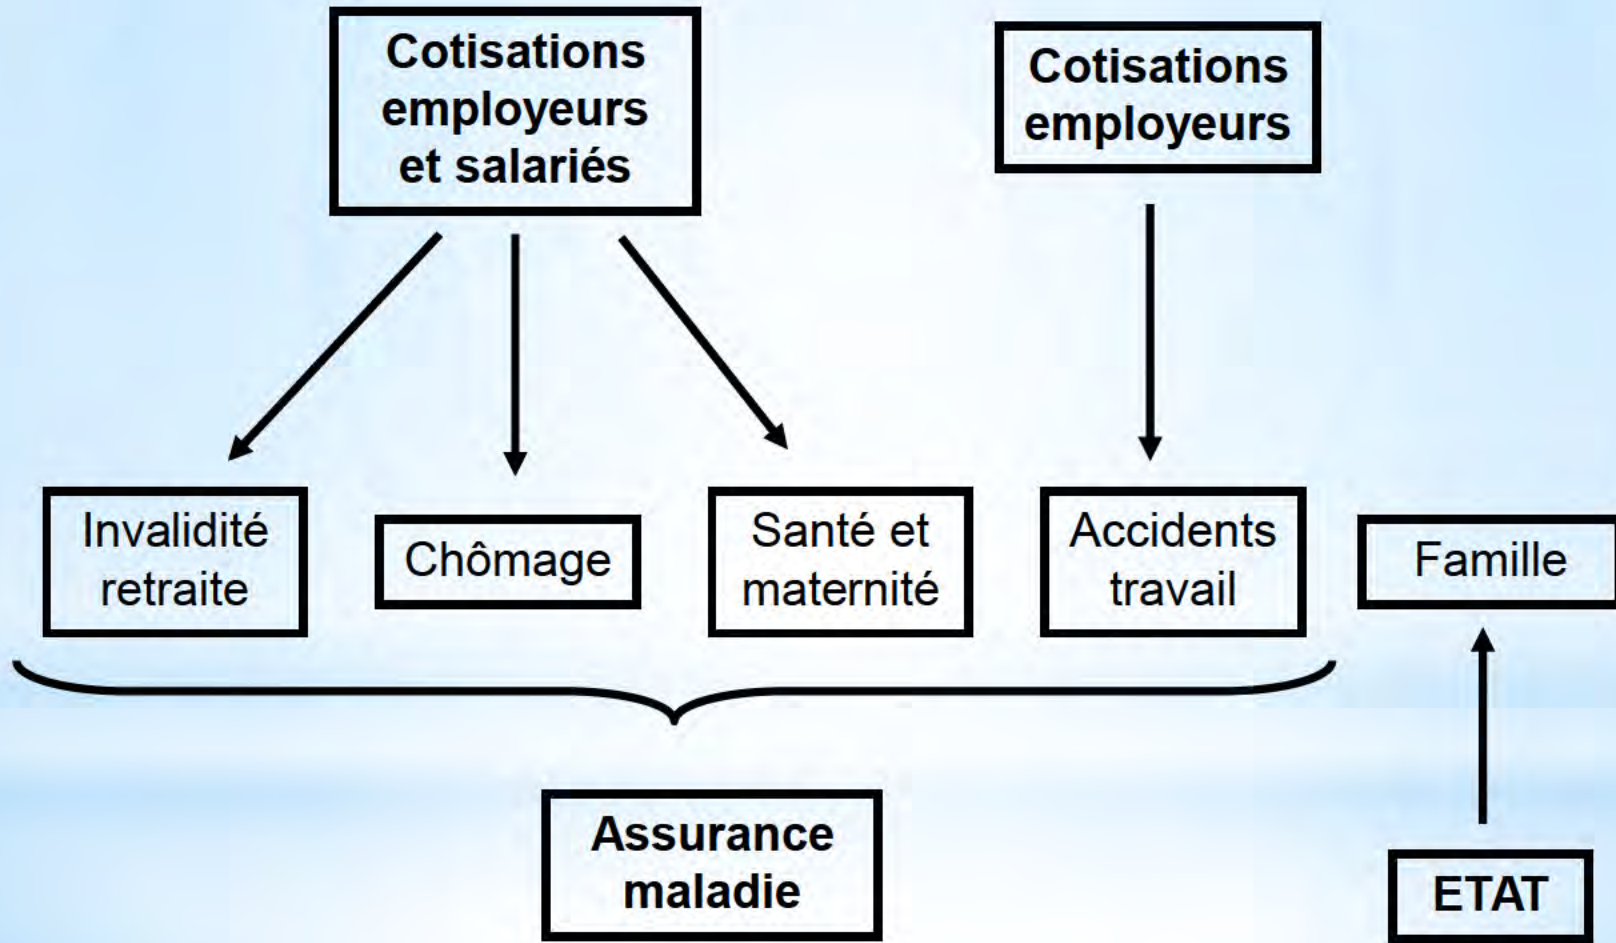 Cotisations
employeurs
et salariés
Cotisations
employeurs
Invalidité
retraite
Chômage
Santé et
maternité
Accidents
travail
Famille
Assurance
maladie
ETAT